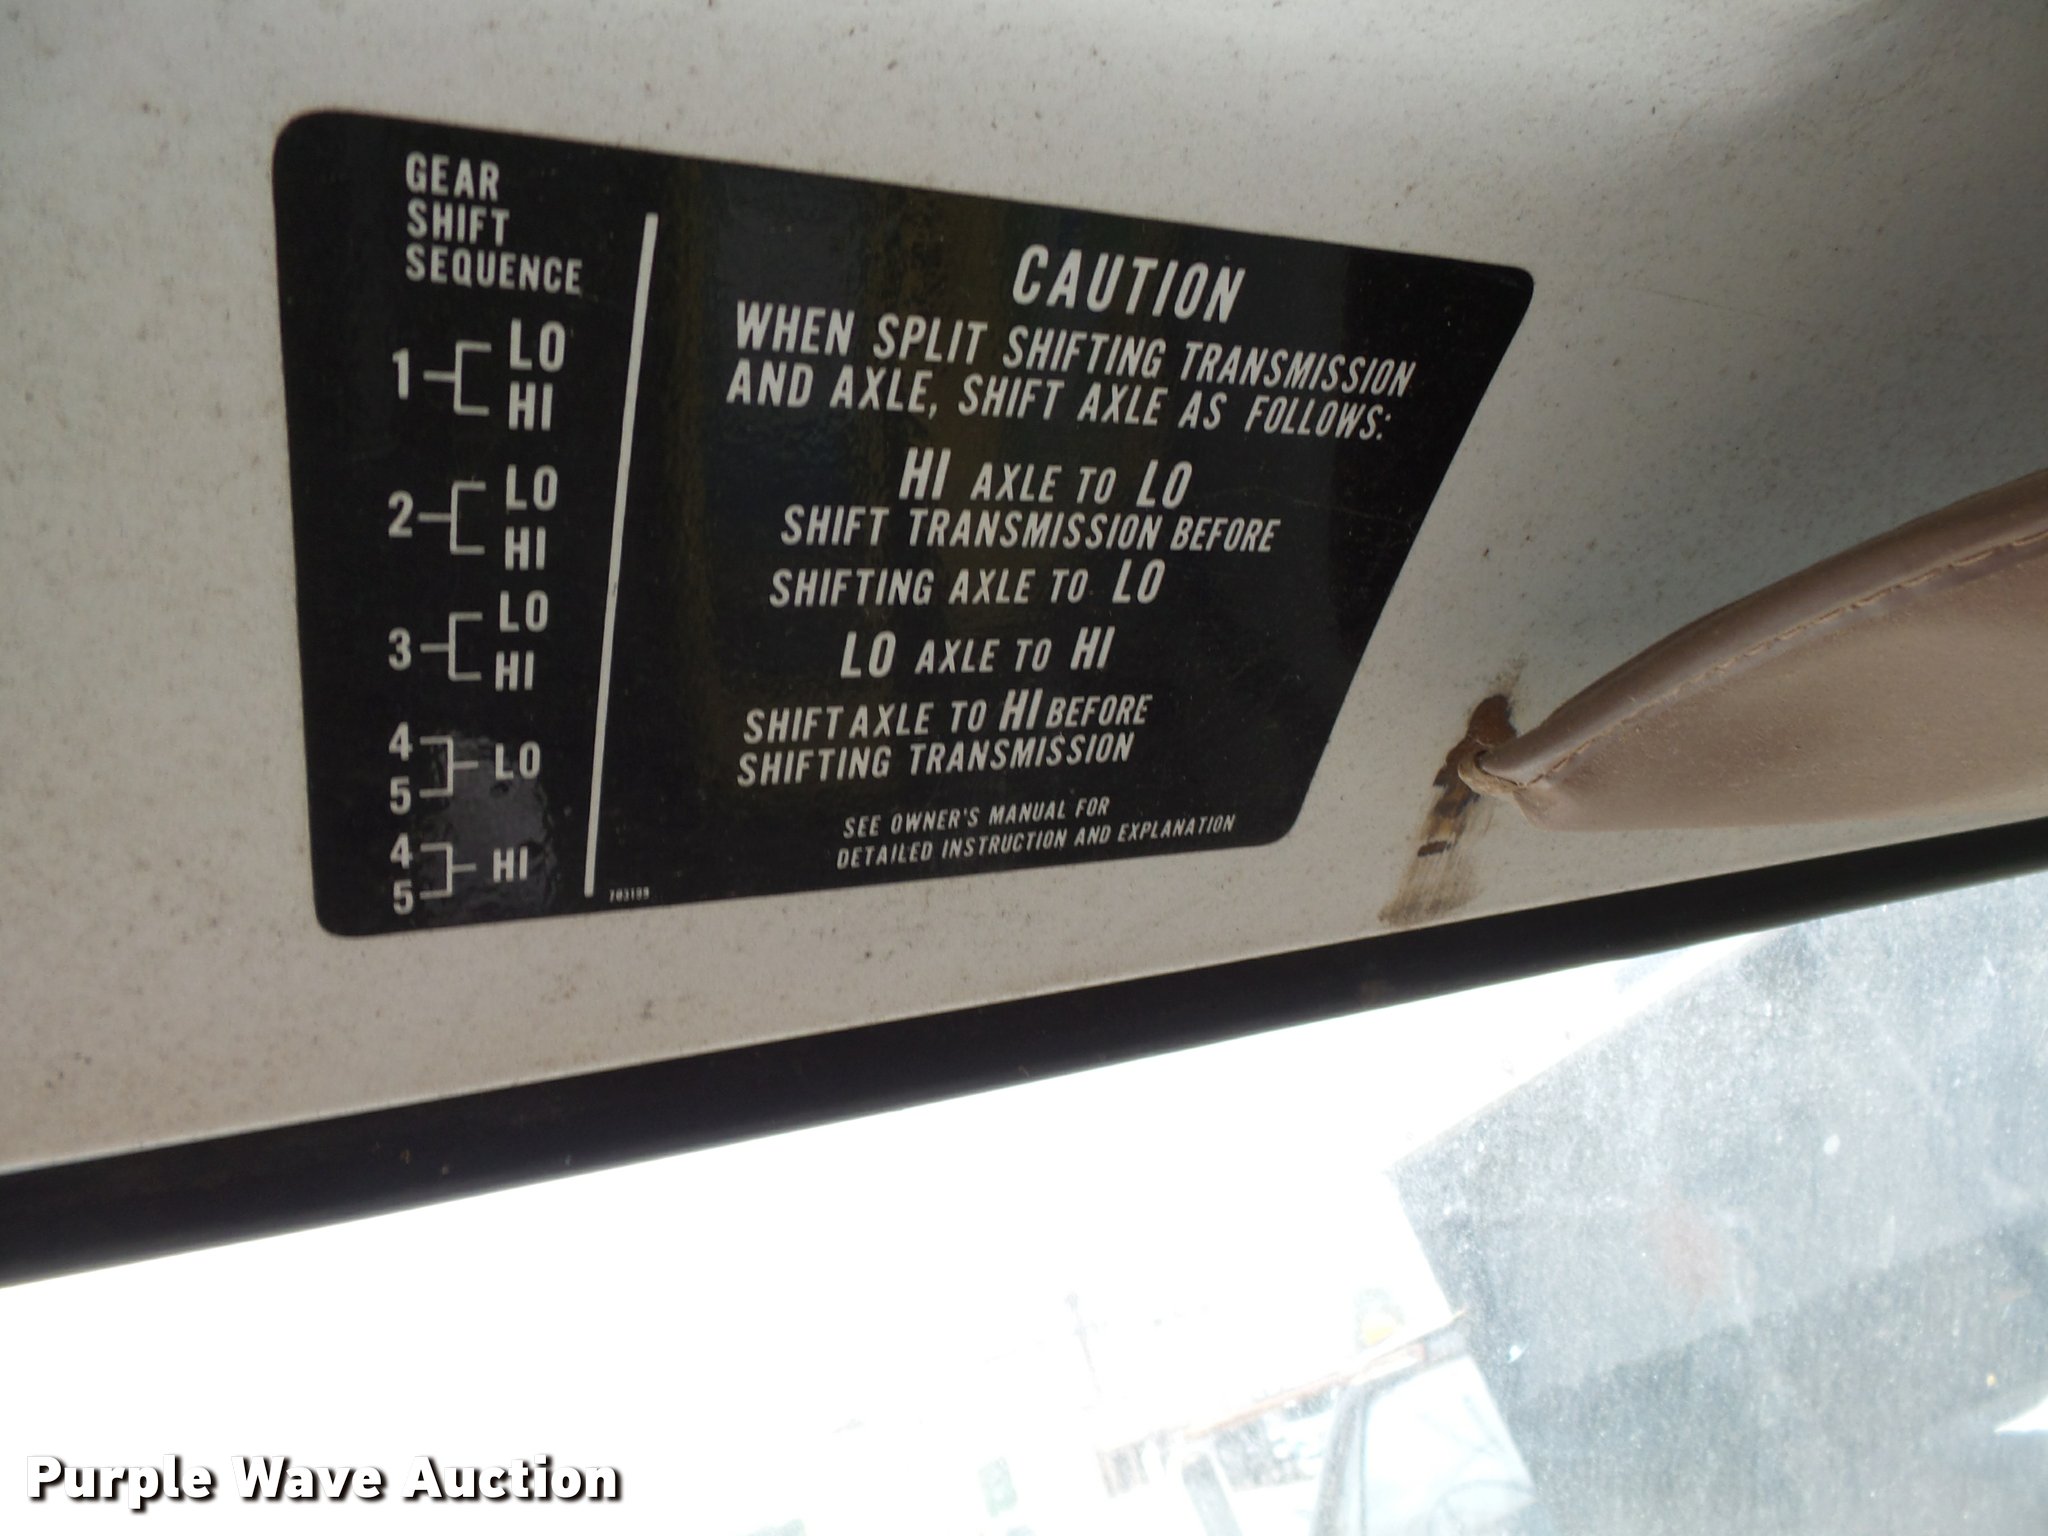 GEAR
SHIFT
SEQUENCE
1 LO
HI
2 LO
HI
3 LO
HI
4
5 LO
4
5 HI
CAUTION
WHEN SPLIT SHIFTING TRANSMISSION
AND AXLE, SHIFT AXLE AS FOLLOWS:
HI AXLE TO LO
SHIFT TRANSMISSION BEFORE
SHIFTING AXLE TO LO
LO AXLE TO HI
SHIFT AXLE TO HI BEFORE
SHIFTING TRANSMISSION
SEE OWNER'S MANUAL FOR
DETAILED INSTRUCTION AND EXPLANATION
Purple Wave Auction